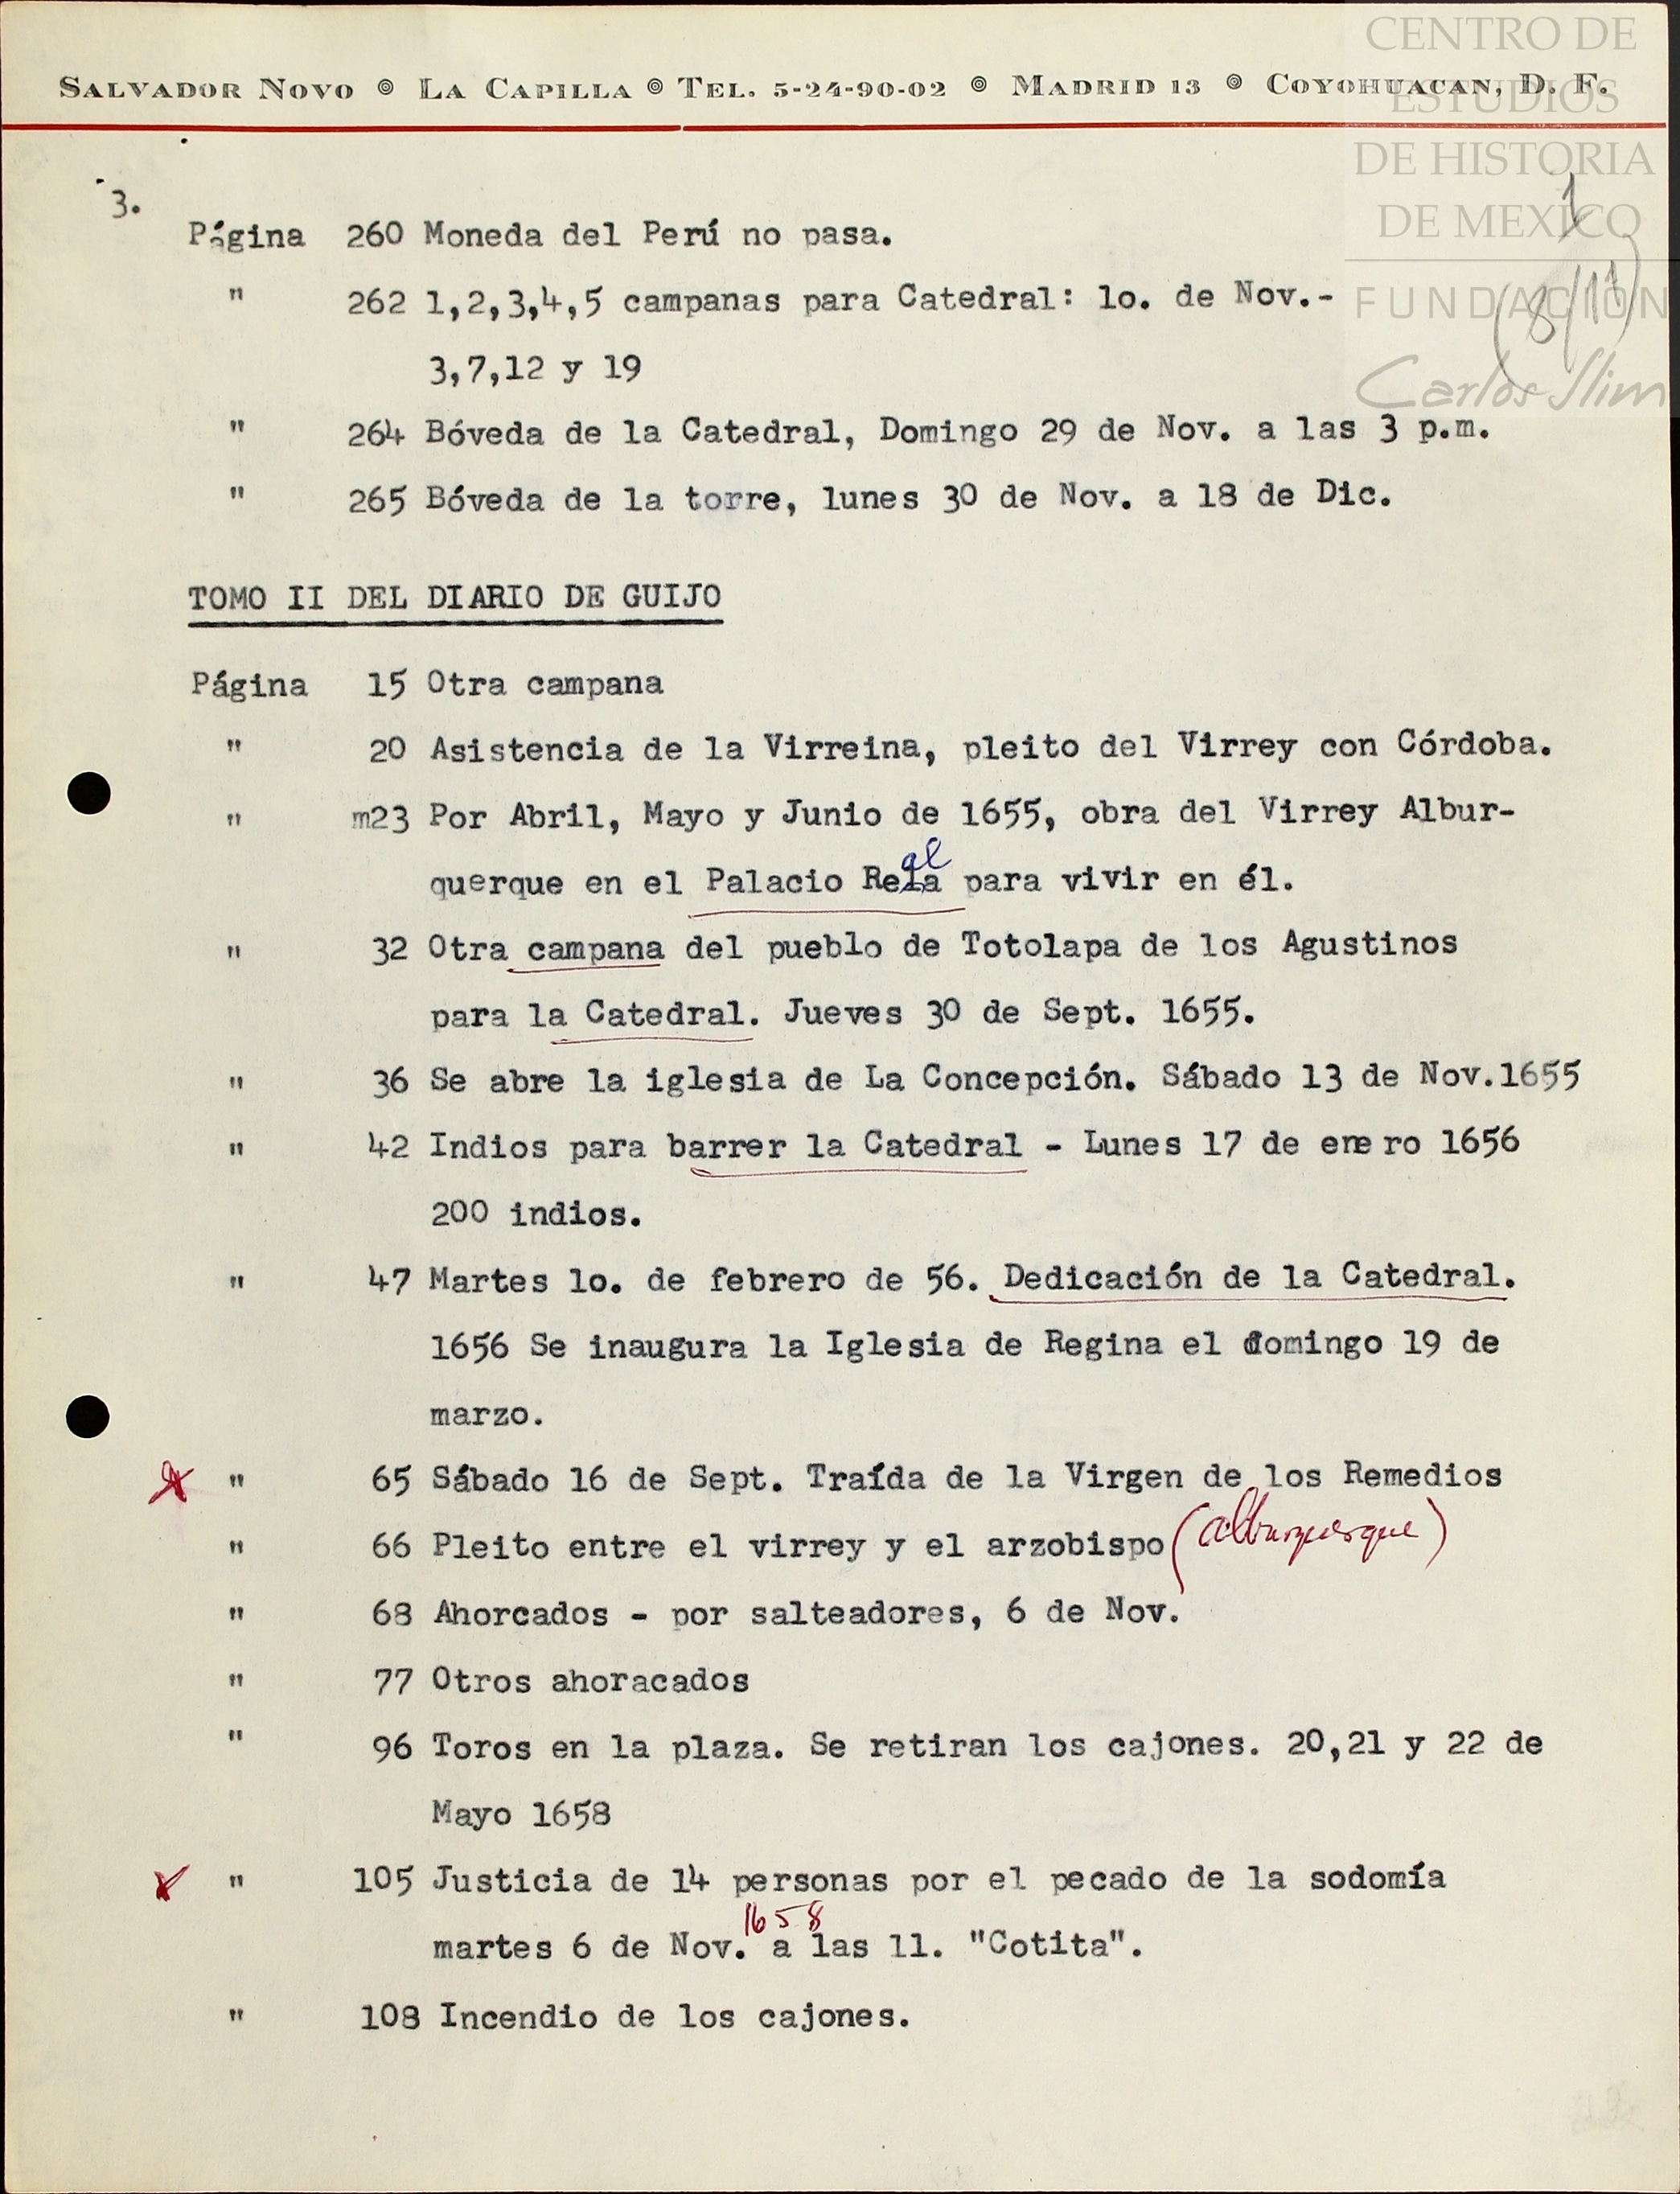 CENTRO DE
ESTUDIOS
DE HISTORIA
DE MEXICO
FUNDACIÓN
Carlos Slim
SALVADOR NOVO ◎ LA CAPILLA ◎ TEL. 5-24-90-02 ◎ MADRID 13 ◎ COYOHUACAN, D. F.
1
(8/11)
3.
Página 260 Moneda del Perú no pasa.
" 262 1,2,3,4,5 campanas para Catedral: 1o. de Nov.-
3,7,12 y 19
" 264 Bóveda de la Catedral, Domingo 29 de Nov. a las 3 p.m.
" 265 Bóveda de la torre, lunes 30 de Nov. a 18 de Dic.
TOMO II DEL DIARIO DE GUIJO
Página 15 Otra campana
" 20 Asistencia de la Virreina, pleito del Virrey con Córdoba.
" m23 Por Abril, Mayo y Junio de 1655, obra del Virrey Albur-
al
querque en el Palacio Rela para vivir en él.
" 32 Otra campana del pueblo de Totolapa de los Agustinos
para la Catedral. Jueves 30 de Sept. 1655.
" 36 Se abre la iglesia de La Concepción. Sábado 13 de Nov.1655
" 42 Indios para barrer la Catedral - Lunes 17 de enero 1656
200 indios.
" 47 Martes 1o. de febrero de 56. Dedicación de la Catedral.
1656 Se inaugura la Iglesia de Regina el domingo 19 de
marzo.
" 65 Sábado 16 de Sept. Traída de la Virgen de los Remedios
" 66 Pleito entre el virrey y el arzobispo (alburquerque)
" 68 Ahorcados - por salteadores, 6 de Nov.
" 77 Otros ahoracados
" 96 Toros en la plaza. Se retiran los cajones. 20,21 y 22 de
Mayo 1658
" 105 Justicia de 14 personas por el pecado de la sodomía
1658
martes 6 de Nov. a las 11. "Cotita".
" 108 Incendio de los cajones.